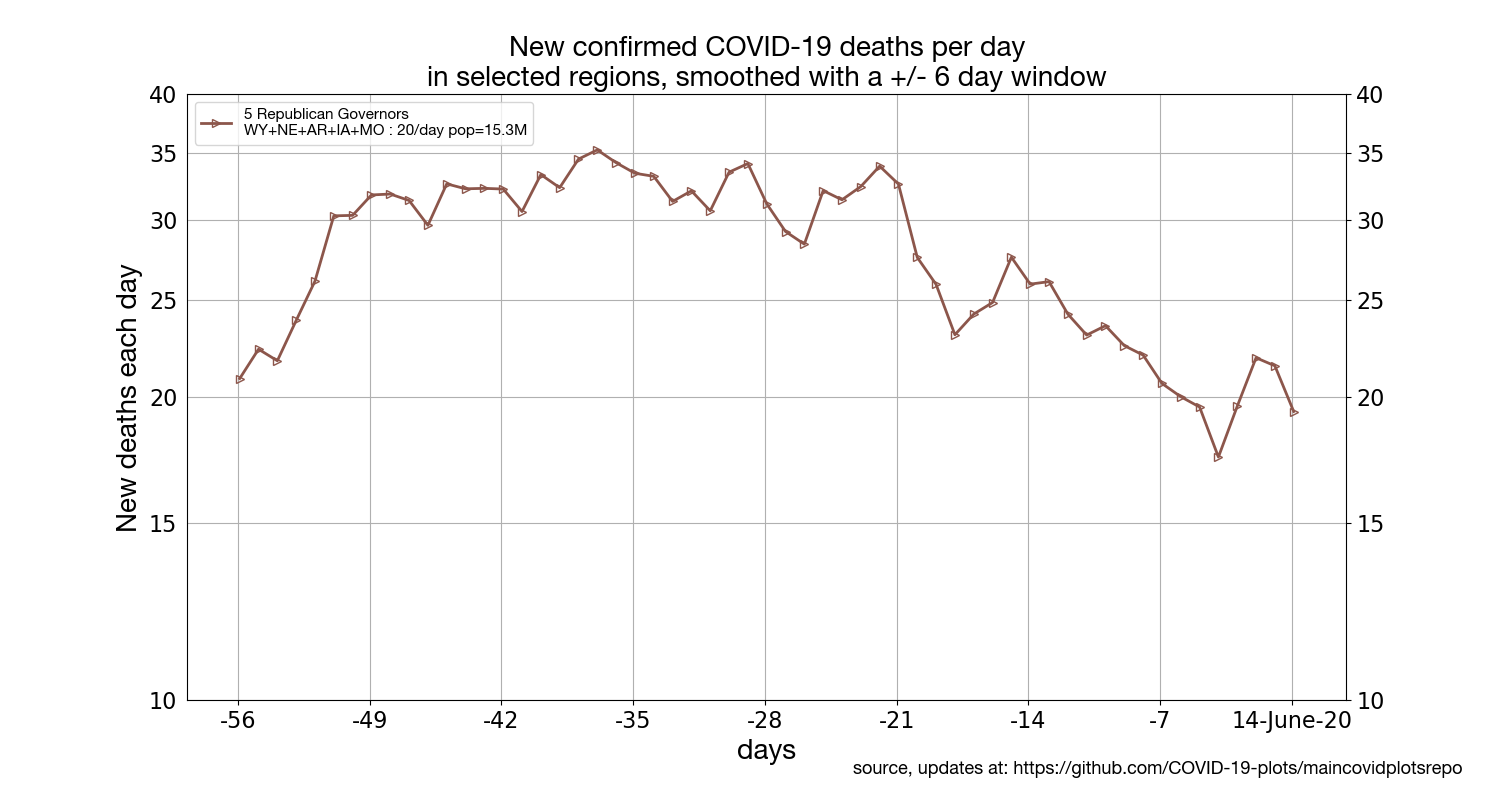 New confirmed COVID-19 deaths per day
in selected regions, smoothed with a +/- 6 day window
5 Republican Governors
WY+NE+AR+IA+MO : 20/day pop=15.3M
New deaths each day
40
35
30
25
20
15
10
40
35
30
25
20
15
10
-56 -49 -42 -35 -28 -21 -14 -7 14-June-20
days
source, updates at: https://github.com/COVID-19-plots/maincovidplotsrepo